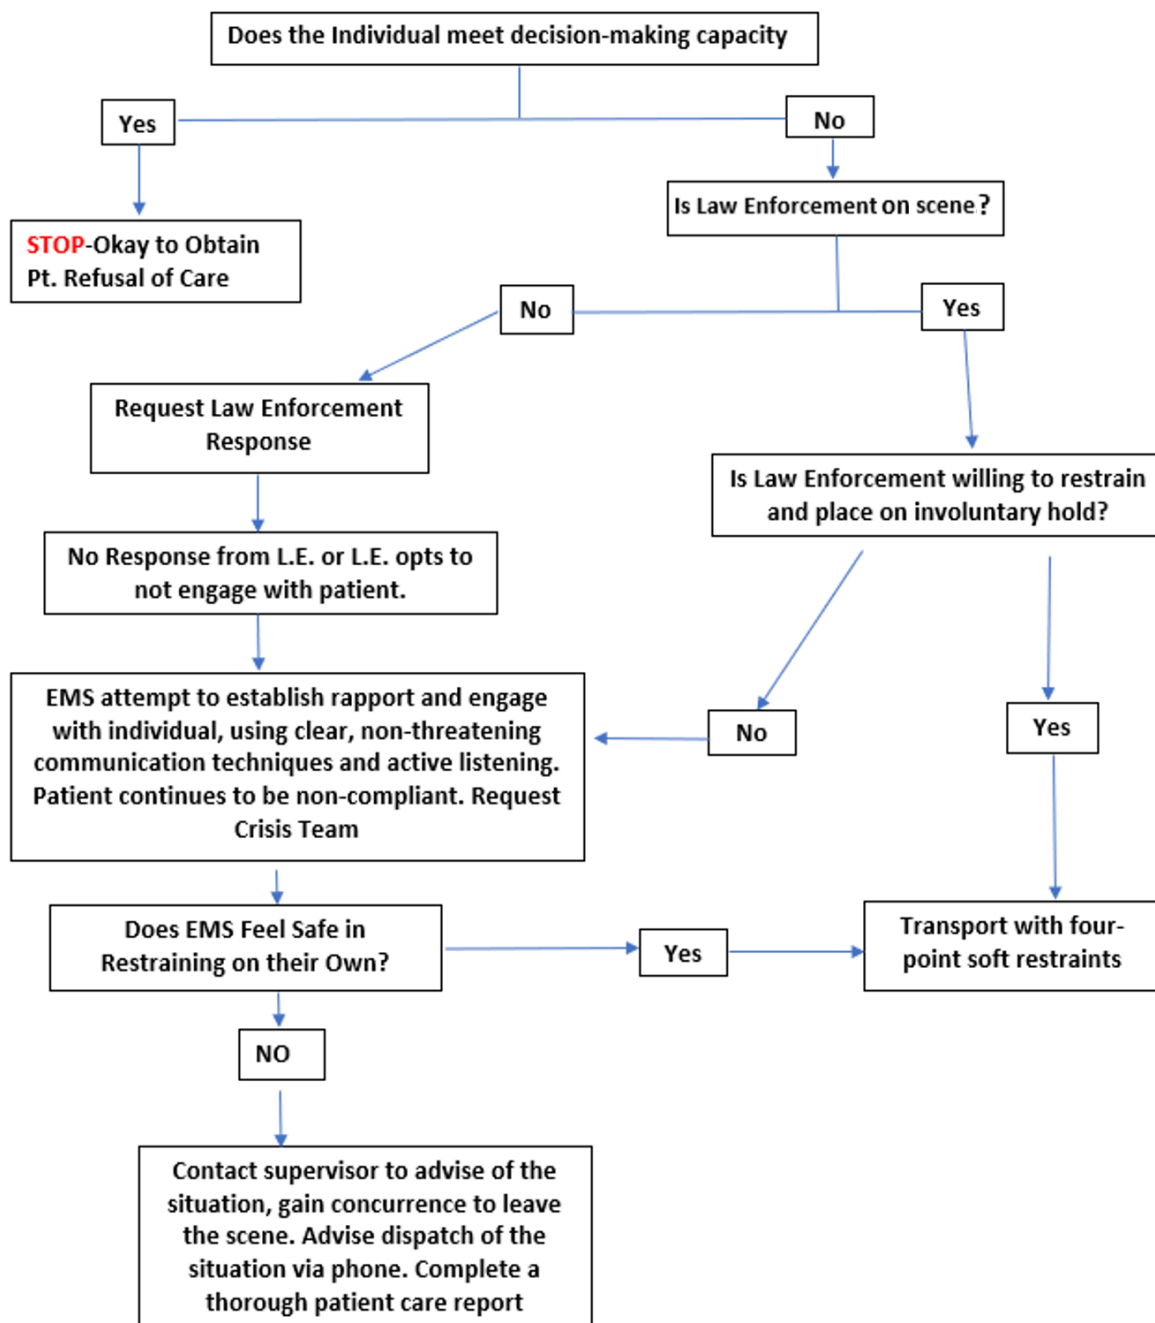 Does the Individual meet decision-making capacity
Yes
No
STOP-Okay to Obtain
Pt. Refusal of Care
Is Law Enforcement on scene?
No
Yes
Request Law Enforcement
Response
Is Law Enforcement willing to restrain
and place on involuntary hold?
No Response from L.E. or L.E. opts to
not engage with patient.
EMS attempt to establish rapport and engage
with individual, using clear, non-threatening
communication techniques and active listening.
Patient continues to be non-compliant. Request
Crisis Team
No
Yes
Does EMS Feel Safe in
Restraining on their Own?
Yes
Transport with four-
point soft restraints
NO
Contact supervisor to advise of the
situation, gain concurrence to leave
the scene. Advise dispatch of the
situation via phone. Complete a
thorough patient care report